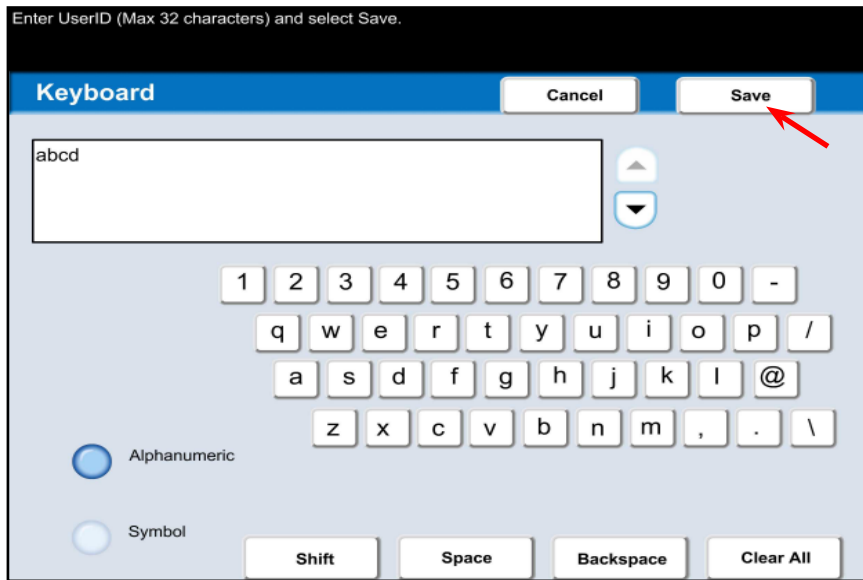 Enter UserID (Max 32 characters) and select Save.
Keyboard Cancel Save
abcd
1 2 3 4 5 6 7 8 9 0 -
q w e r t y u i o p /
a s d f g h j k l @
z x c v b n m , . \
Alphanumeric
Symbol
Shift Space Backspace Clear All